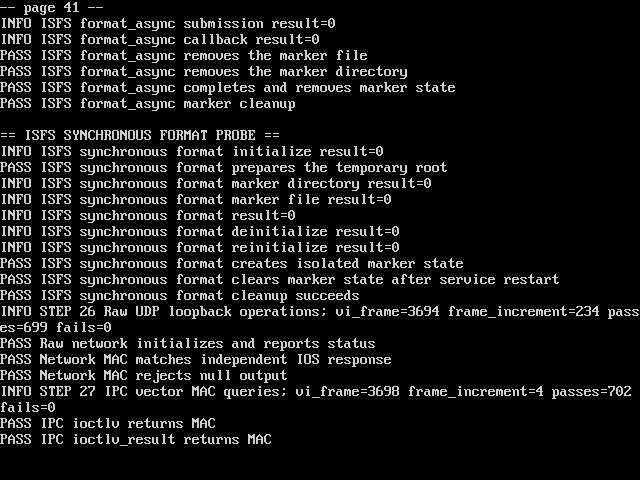 -- page 41 --
INFO ISFS format_async submission result=0
INFO ISFS format_async callback result=0
PASS ISFS format_async removes the marker file
PASS ISFS format_async removes the marker directory
PASS ISFS format_async completes and removes marker state
PASS ISFS format_async marker cleanup
== ISFS SYNCHRONOUS FORMAT PROBE ==
INFO ISFS synchronous format initialize result=0
PASS ISFS synchronous format prepares the temporary root
INFO ISFS synchronous format marker directory result=0
INFO ISFS synchronous format marker file result=0
INFO ISFS synchronous format result=0
INFO ISFS synchronous format deinitialize result=0
INFO ISFS synchronous format reinitialize result=0
PASS ISFS synchronous format creates isolated marker state
PASS ISFS synchronous format clears marker state after service restart
PASS ISFS synchronous format cleanup succeeds
INFO STEP 26 Raw UDP loopback operations; vi_frame=3694 frame_increment=234 pass
es=699 fails=0
PASS Raw network initializes and reports status
PASS Network MAC matches independent IOS response
PASS Network MAC rejects null output
INFO STEP 27 IPC vector MAC queries; vi_frame=3698 frame_increment=4 passes=702
fails=0
PASS IPC ioctlv returns MAC
PASS IPC ioctlv_result returns MAC